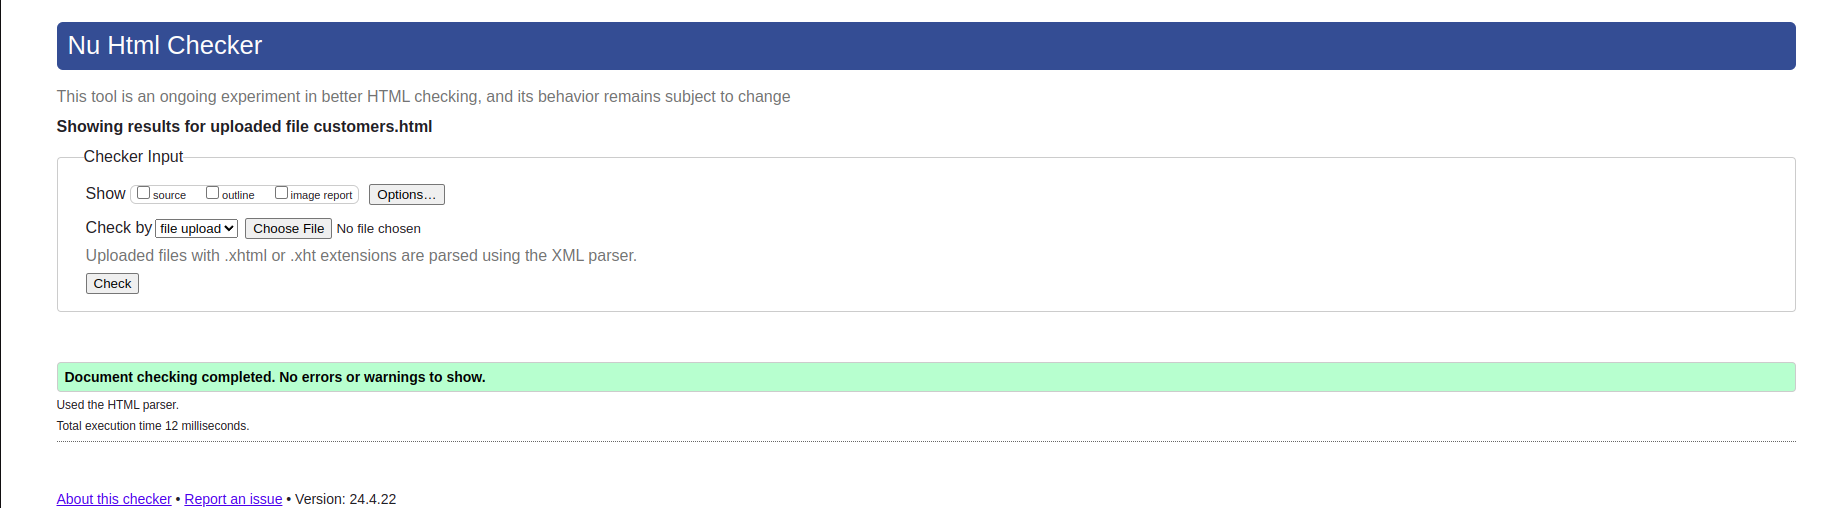 Nu Html Checker
This tool is an ongoing experiment in better HTML checking, and its behavior remains subject to change
Showing results for uploaded file customers.html
Checker Input
Show source outline image report Options…
Check by file upload Choose File No file chosen
Uploaded files with .xhtml or .xht extensions are parsed using the XML parser.
Check
Document checking completed. No errors or warnings to show.
Used the HTML parser.
Total execution time 12 milliseconds.
About this checker • Report an issue • Version: 24.4.22